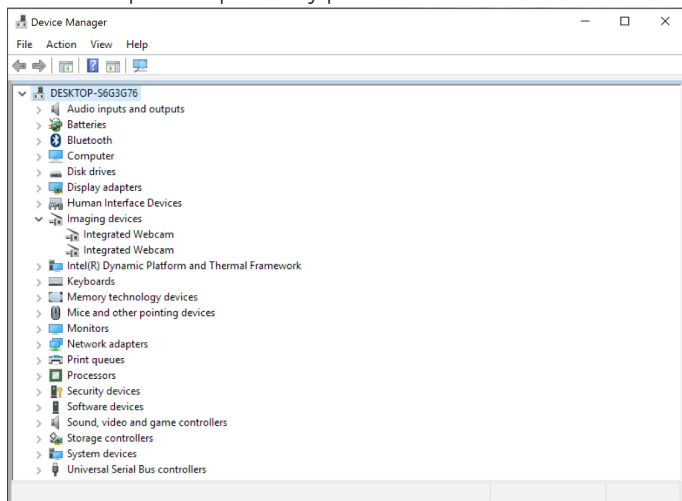 Device Manager
File Action View Help
DESKTOP-S6G3G76
Audio inputs and outputs
Batteries
Bluetooth
Computer
Disk drives
Display adapters
Human Interface Devices
Imaging devices
Integrated Webcam
Integrated Webcam
Intel(R) Dynamic Platform and Thermal Framework
Keyboards
Memory technology devices
Mice and other pointing devices
Monitors
Network adapters
Print queues
Processors
Security devices
Software devices
Sound, video and game controllers
Storage controllers
System devices
Universal Serial Bus controllers